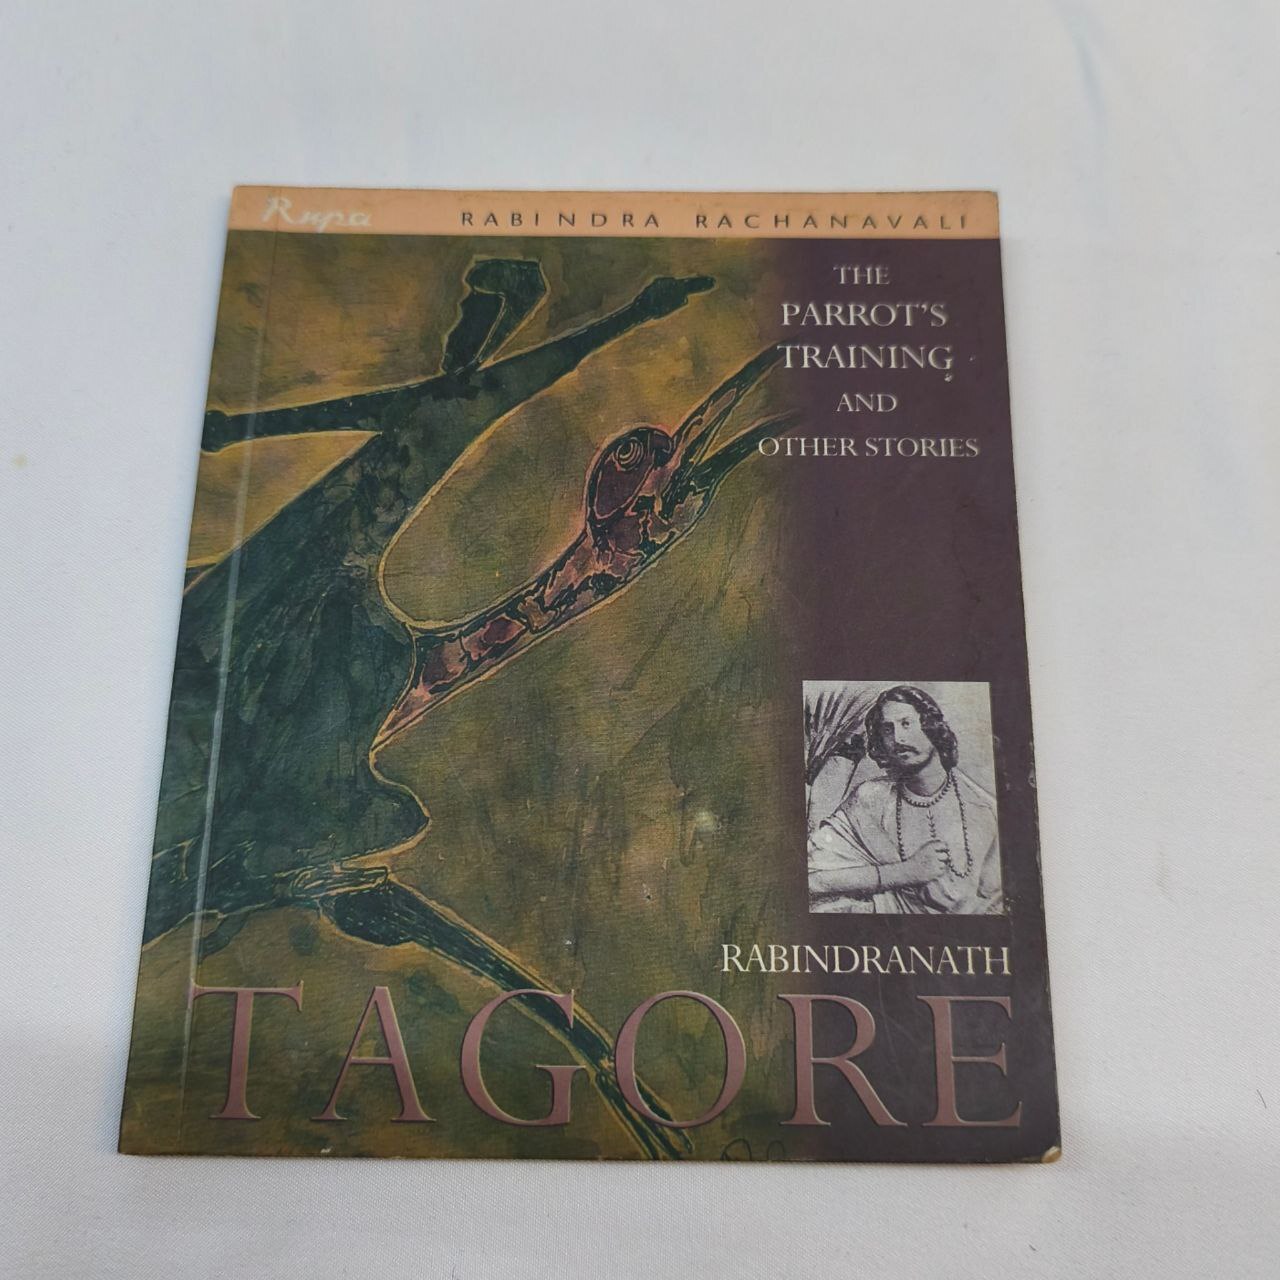 Rupa RABINDRA RACHANAVALI
THE
PARROT'S
TRAINING
AND
OTHER STORIES
RABINDRANATH
TAGORE